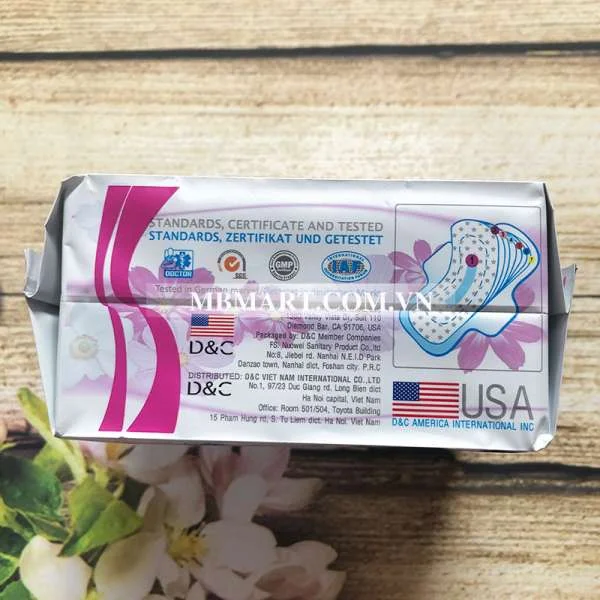 STANDARDS, CERTIFICATE AND TESTED
STANDARDS, ZERTIFIKAT UND GETESTET
DOCTOR
SGS
GMP
IAF
Tested in German
MBMART.COM.VN
Diamond Bar, CA 91706, USA
Packaged by: D&C Member Companies
FS: Nuowei Sanitary Product Co.,ltd
No:8, Jiebei rd. Nanhai N.E.I.D Park
Danzao town, Nanhai dict, Foshan city. P.R.C
D&C
DISTRIBUTED: D&C VIET NAM INTERNATIONAL CO.,LTD
D&C
No.1, 97/23 Duc Giang rd. Long Bien dict
Ha Noi capital, Viet Nam
Office: Room 501/504, Toyota Building
15 Pham Hung rd, S. Tu Liem dict. Ha Noi. Viet Nam
USA
D&C AMERICA INTERNATIONAL INC